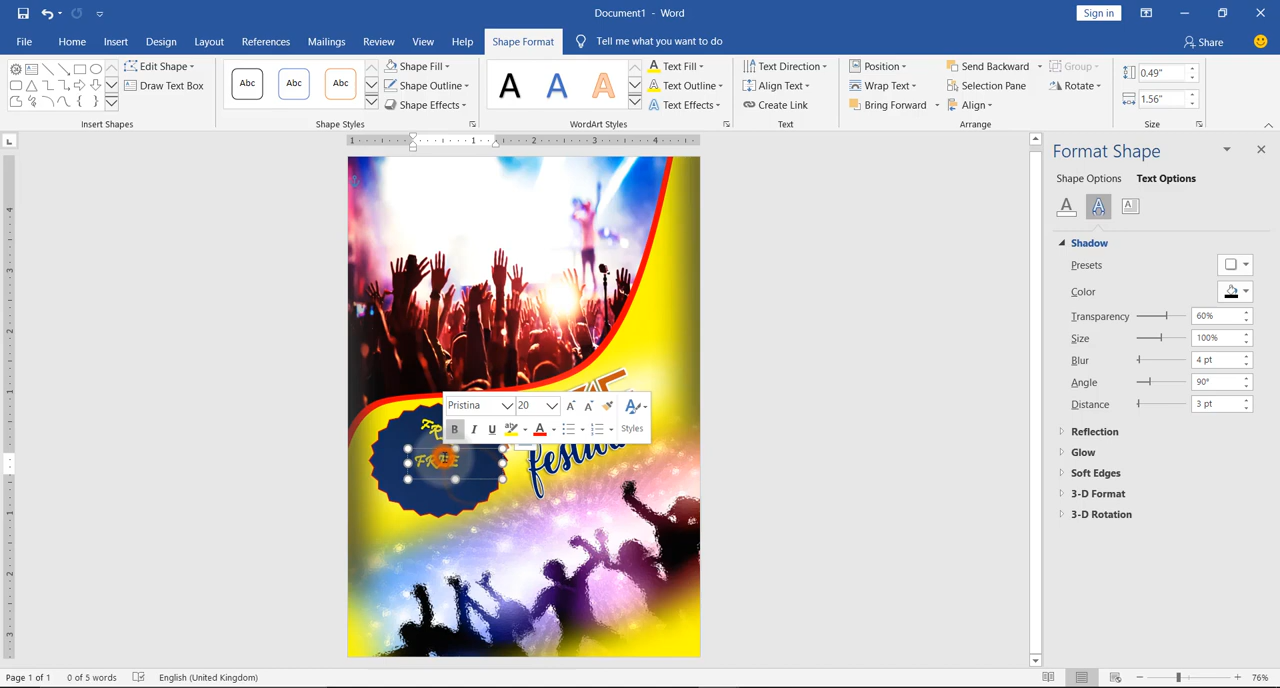 Document1 - Word
Sign in
File Home Insert Design Layout References Mailings Review View Help Shape Format Tell me what you want to do Share
Edit Shape
Draw Text Box
Insert Shapes
Abc Abc Abc
Shape Fill
Shape Outline
Shape Effects
Shape Styles
A A A
Text Fill
Text Outline
Text Effects
WordArt Styles
Text Direction
Align Text
Create Link
Text
Position
Wrap Text
Bring Forward
Send Backward
Selection Pane
Align
Group
Rotate
Arrange
0.49"
1.56"
Size
Format Shape
Shape Options Text Options
Shadow
Presets
Color
Transparency 60%
Size 100%
Blur 4 pt
Angle 90°
Distance 3 pt
Reflection
Glow
Soft Edges
3-D Format
3-D Rotation
Pristina 20
B I U Styles
FREE
festival
Page 1 of 1 0 of 5 words English (United Kingdom) 76%